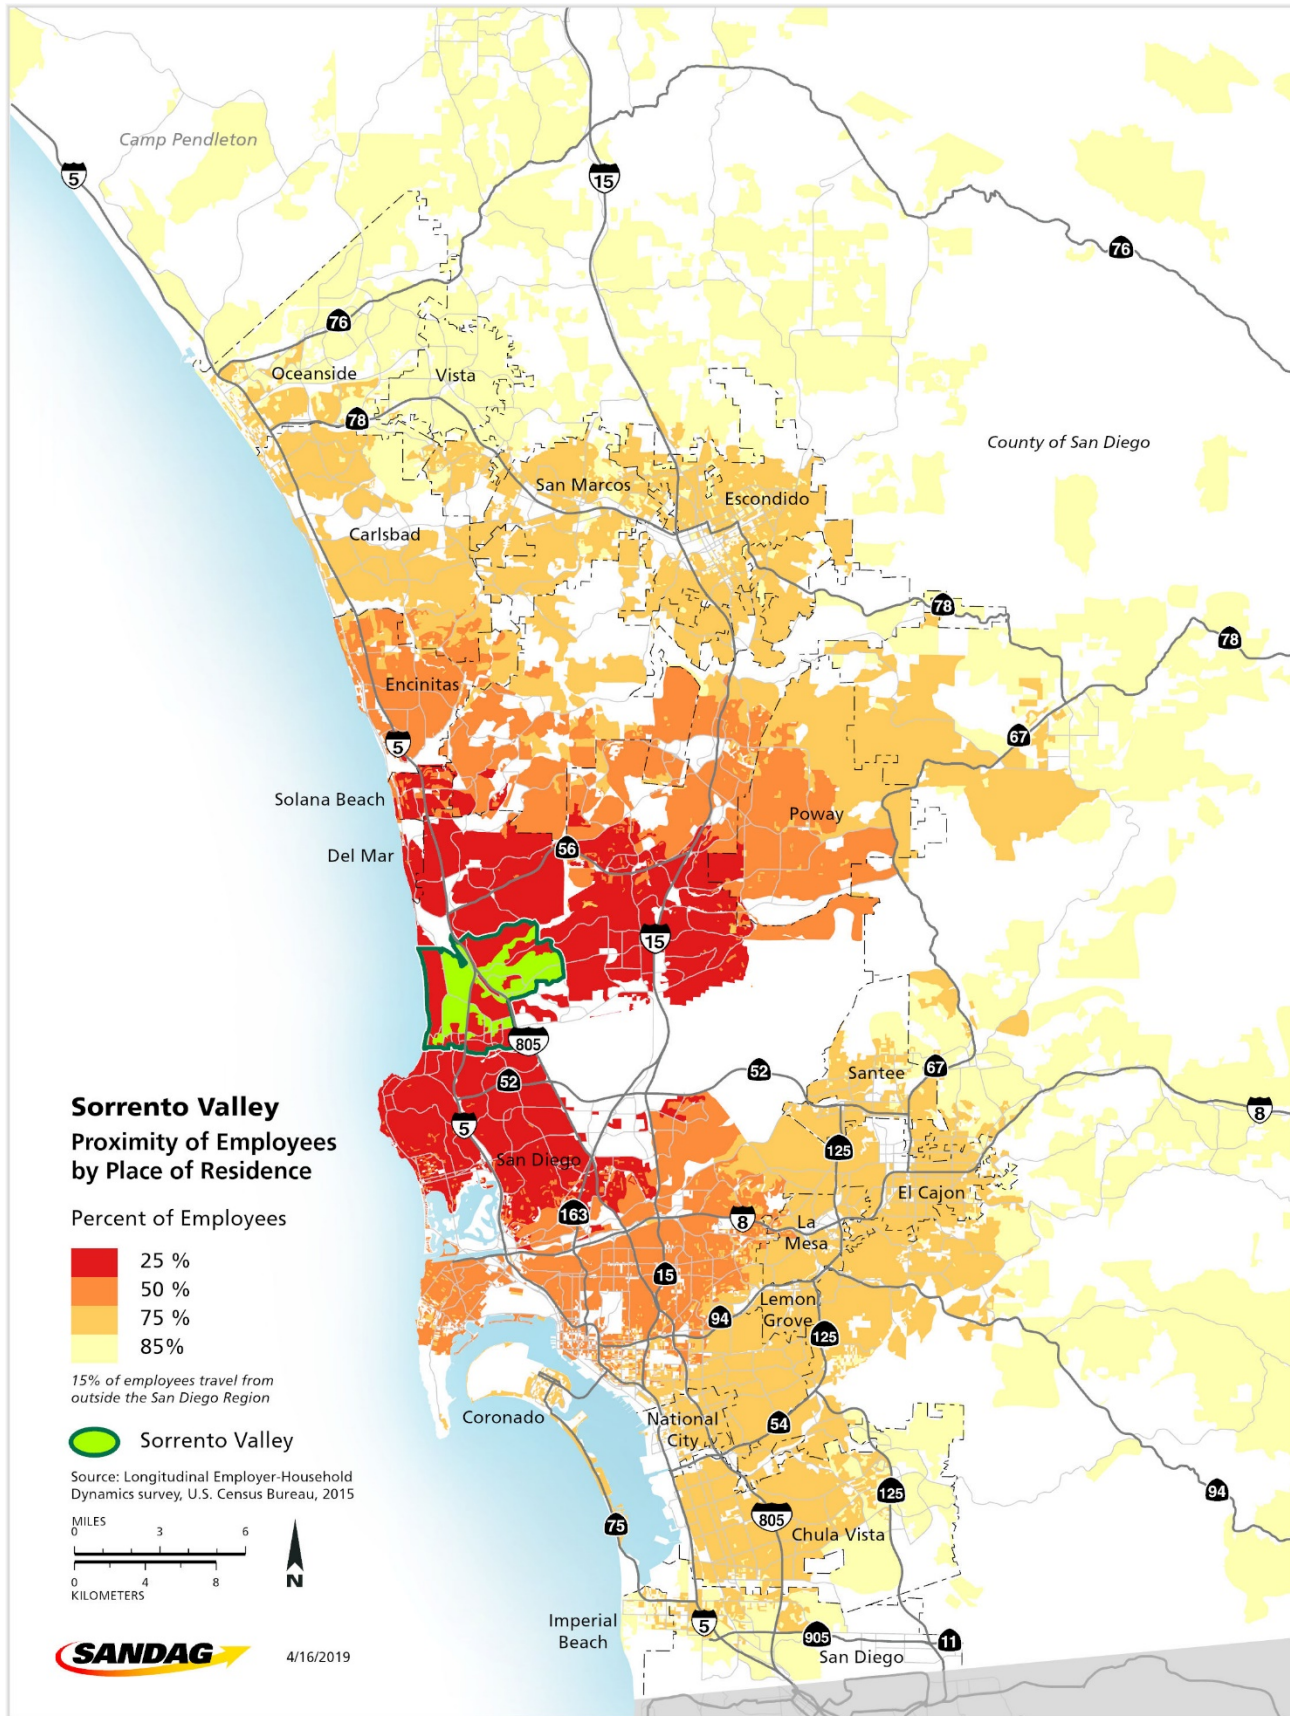 Camp Pendleton
5
15
76
76
Oceanside
Vista
78
County of San Diego
San Marcos
Escondido
Carlsbad
78
78
Encinitas
67
5
Solana Beach
Poway
Del Mar
56
15
805
52
52
Santee
67
8
5
125
San Diego
El Cajon
163
8
La
Mesa
15
94
Lemon
Grove
125
Coronado
National
City
54
125
94
75
805
Chula Vista
Imperial
Beach
5
905
11
San Diego
Sorrento Valley
Proximity of Employees
by Place of Residence
Percent of Employees
25 %
50 %
75 %
85%
15% of employees travel from
outside the San Diego Region
Sorrento Valley
Source: Longitudinal Employer-Household
Dynamics survey, U.S. Census Bureau, 2015
MILES
0 3 6
0 4 8
KILOMETERS
N
SANDAG
4/16/2019